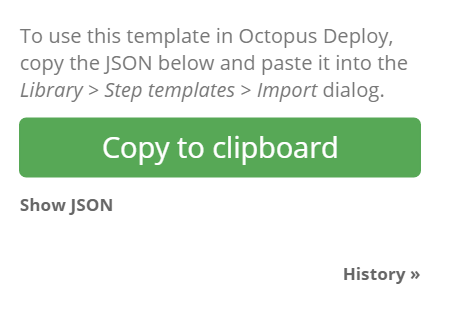 To use this template in Octopus Deploy,
copy the JSON below and paste it into the
Library > Step templates > Import dialog.
Copy to clipboard
Show JSON
History »